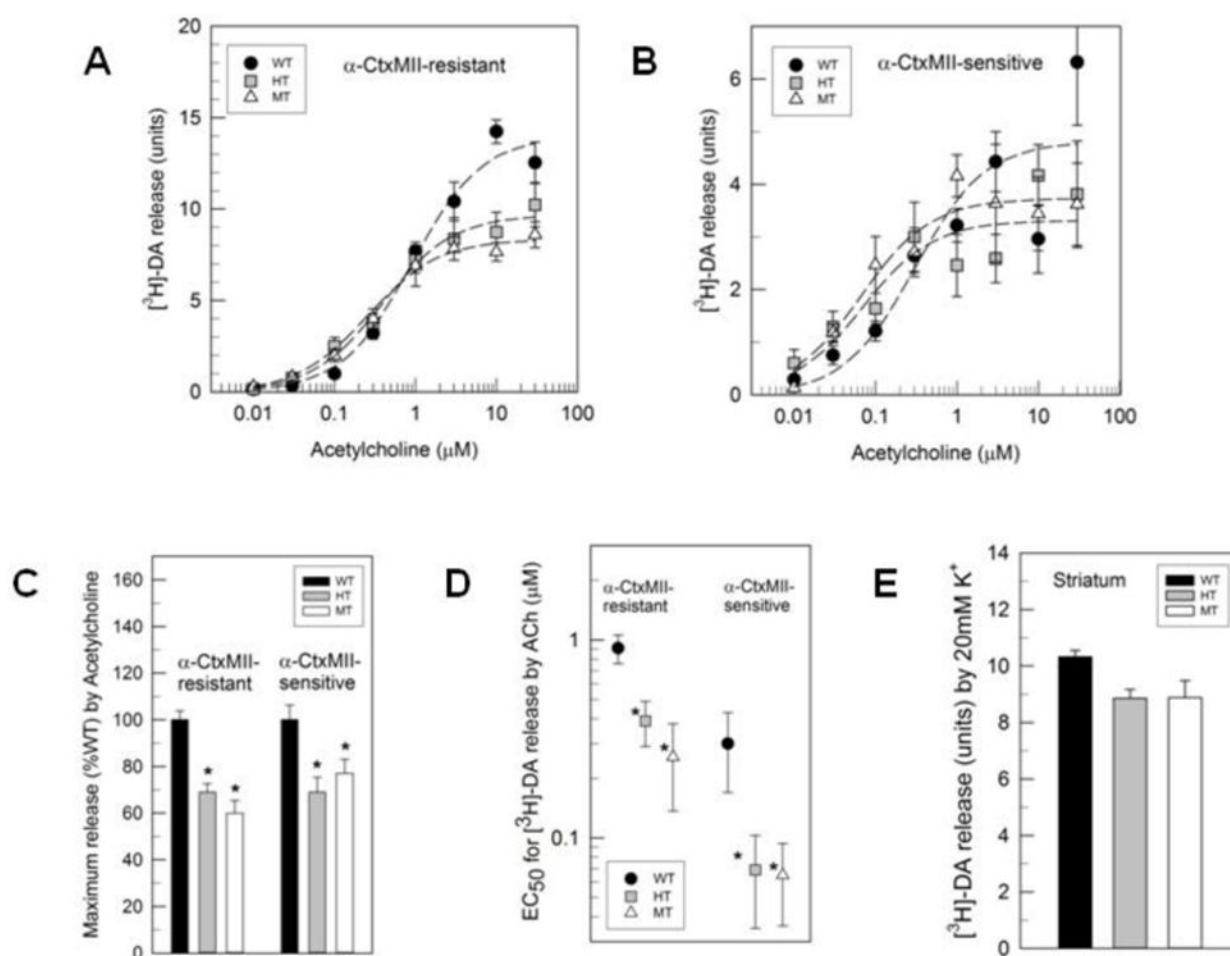 A
α-CtxMII-resistant
WT
HT
MT
[³H]-DA release (units)
20
15
10
5
0
0.01 0.1 1 10 100
Acetylcholine (μM)
B
α-CtxMII-sensitive
WT
HT
MT
[³H]-DA release (units)
6
4
2
0
0.01 0.1 1 10 100
Acetylcholine (μM)
C
WT
HT
MT
Maximum release (%WT) by Acetylcholine
160
140
120
100
80
60
40
20
0
α-CtxMII-
resistant
α-CtxMII-
sensitive
* * * *
D
EC50 for [³H]-DA release by ACh (μM)
α-CtxMII-
resistant
α-CtxMII-
sensitive
1
0.1
* * * *
WT
HT
MT
E
[³H]-DA release (units) by 20mM K⁺
Striatum
WT
HT
MT
14
12
10
8
6
4
2
0